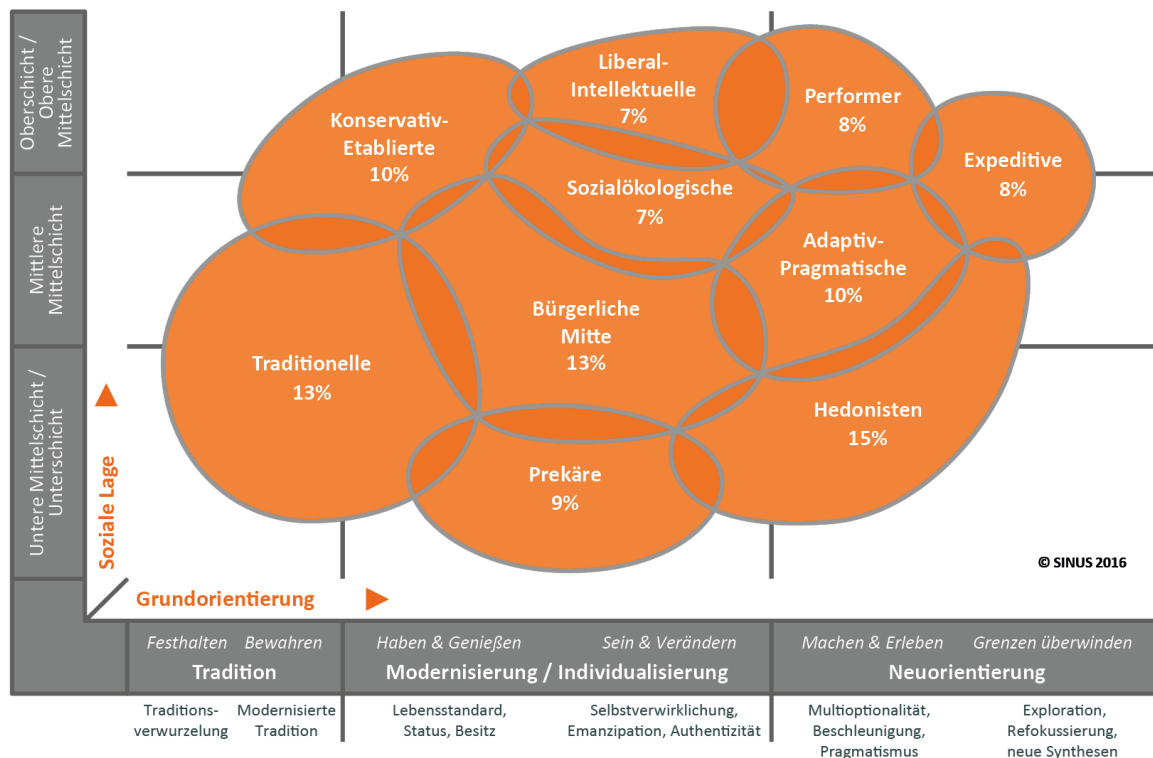 Oberschicht /
Obere
Mittelschicht
Mittlere
Mittelschicht
Untere Mittelschicht /
Unterschicht
Soziale Lage
Konservativ-
Etablierte
10%
Liberal-
Intellektuelle
7%
Performer
8%
Expeditive
8%
Sozialökologische
7%
Adaptiv-
Pragmatische
10%
Traditionelle
13%
Bürgerliche
Mitte
13%
Hedonisten
15%
Prekäre
9%
© SINUS 2016
Grundorientierung
Festhalten Bewahren
Tradition
Haben & Genießen Sein & Verändern
Modernisierung / Individualisierung
Machen & Erleben Grenzen überwinden
Neuorientierung
Traditions-
verwurzelung
Modernisierte
Tradition
Lebensstandard,
Status, Besitz
Selbstverwirklichung,
Emanzipation, Authentizität
Multioptionalität,
Beschleunigung,
Pragmatismus
Exploration,
Refokussierung,
neue Synthesen